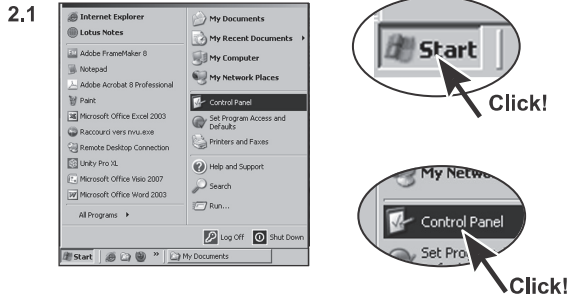 2.1
Internet Explorer
Lotus Notes
Adobe FrameMaker 8
Notepad
Adobe Acrobat 8 Professional
Paint
Microsoft Office Excel 2003
Raccourci vers nvu.exe
Remote Desktop Connection
Unity Pro XL
Microsoft Office Visio 2007
Microsoft Office Word 2003
All Programs
My Documents
My Recent Documents
My Computer
My Network Places
Control Panel
Set Program Access and
Defaults
Printers and Faxes
Help and Support
Search
Run...
Log Off Shut Down
Start » My Documents
Start
Click!
My Netwo
Control Panel
Set Pro
Click!